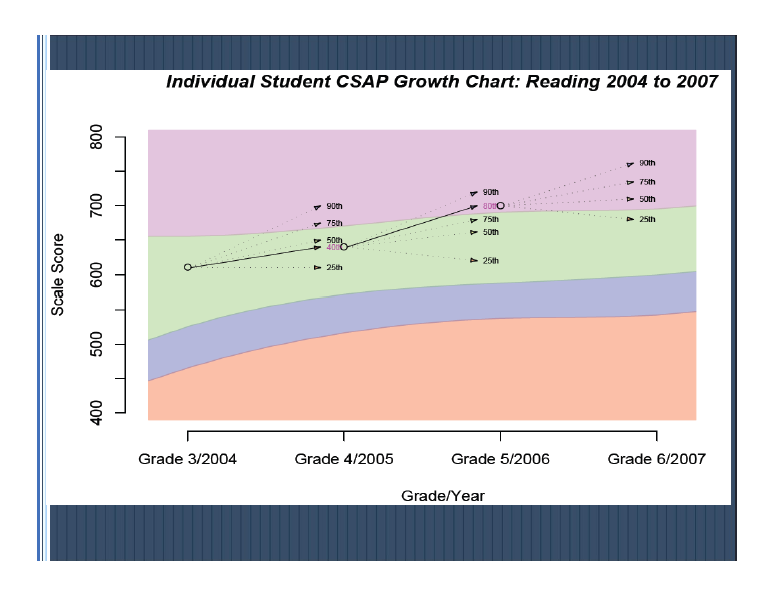 Individual Student CSAP Growth Chart: Reading 2004 to 2007
800
700
600
500
400
Scale Score
90th
75th
50th
40th
25th
90th
80th
75th
50th
25th
90th
75th
50th
25th
Grade 3/2004 Grade 4/2005 Grade 5/2006 Grade 6/2007
Grade/Year